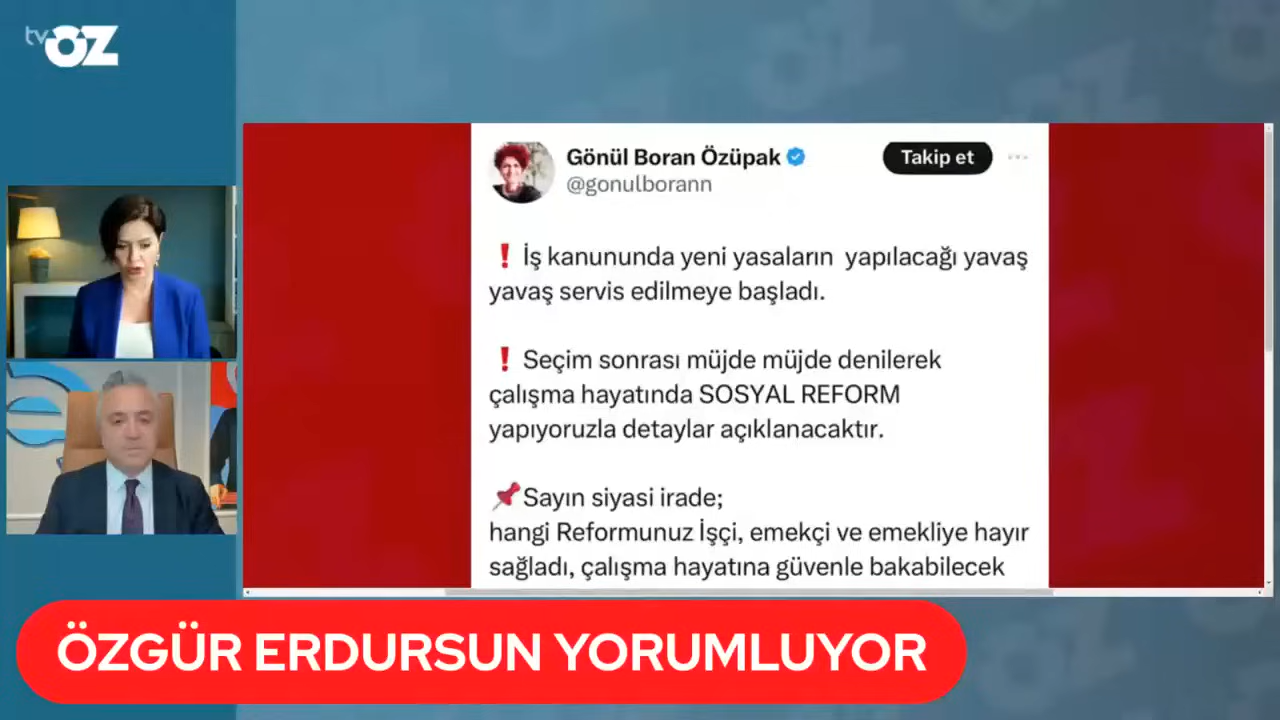 tv ÖZ
Gönül Boran Özüpak
@gonulborann
Takip et
❗ İş kanununda yeni yasaların yapılacağı yavaş
yavaş servis edilmeye başladı.
❗ Seçim sonrası müjde müjde denilerek
çalışma hayatında SOSYAL REFORM
yapıyoruzla detaylar açıklanacaktır.
📌Sayın siyasi irade;
hangi Reformunuz İşçi, emekçi ve emekliye hayır
sağladı, çalışma hayatına güvenle bakabilecek
ÖZGÜR ERDURSUN YORUMLUYOR